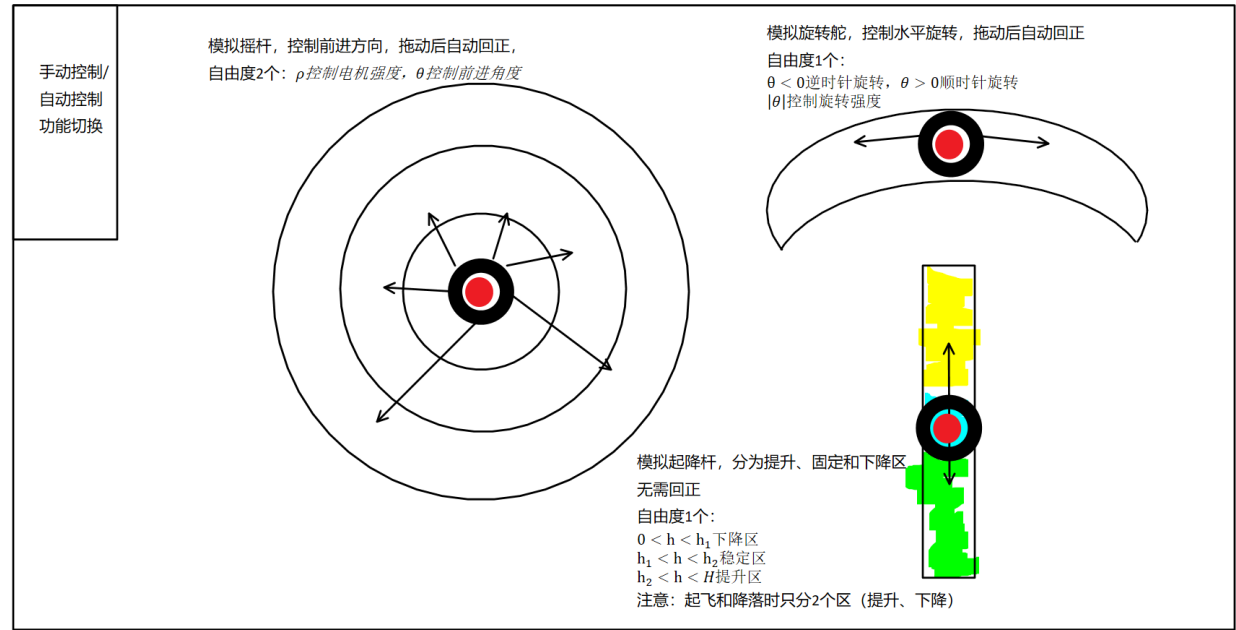 手动控制/
自动控制
功能切换
模拟摇杆，控制前进方向，拖动后自动回正，
自由度2个：ρ控制电机强度，θ控制前进角度
模拟旋转舵，控制水平旋转，拖动后自动回正
自由度1个：
θ < 0逆时针旋转，θ > 0顺时针旋转
|θ|控制旋转强度
模拟起降杆，分为提升、固定和下降区
无需回正
自由度1个：
0 < h < h₁下降区
h₁ < h < h₂稳定区
h₂ < h < H提升区
注意：起飞和降落时只分2个区（提升、下降）